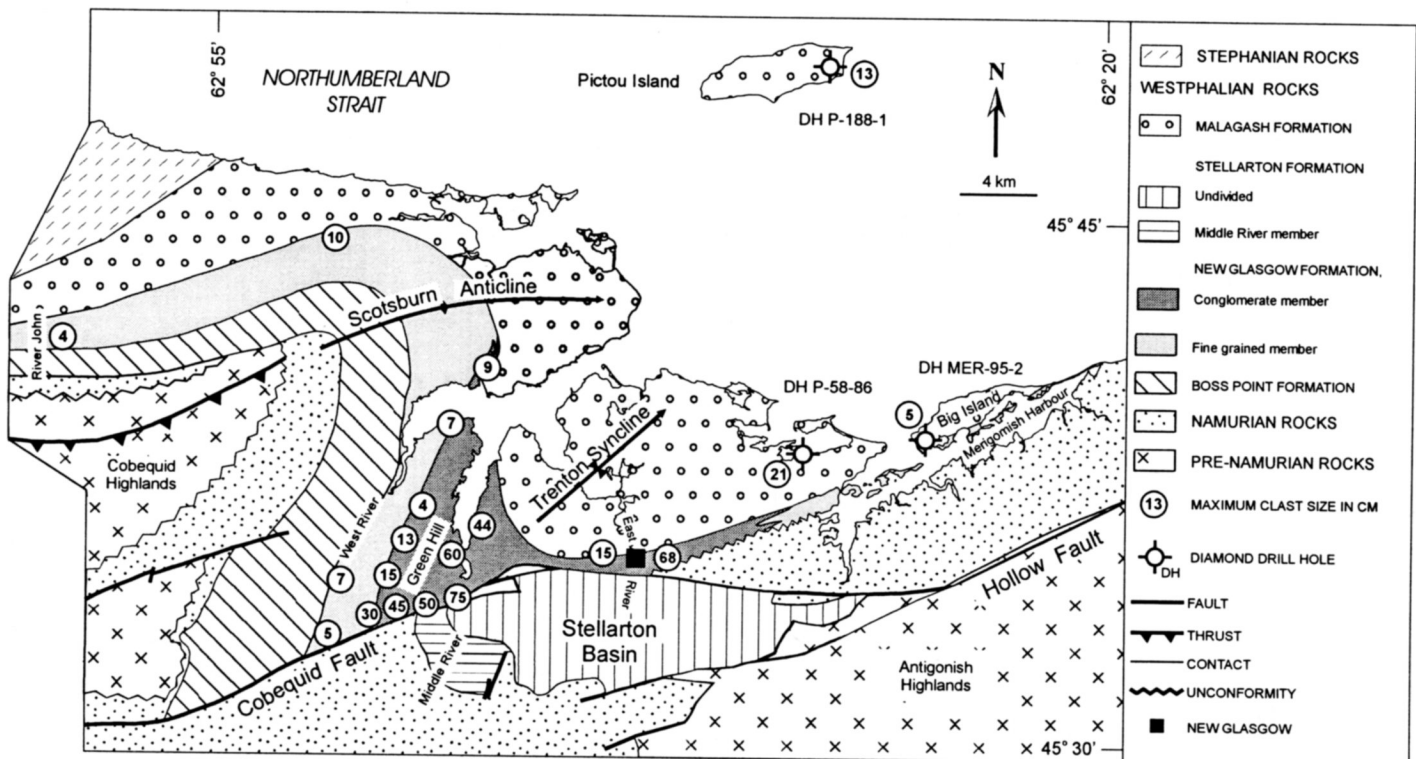 62° 55'
NORTHUMBERLAND
STRAIT
Pictou Island
13
DH P-188-1
N
4 km
62° 20'
45° 45'
10
4
River John
Scotsburn Anticline
9
Cobequid
Highlands
7
4
13
15
7
30
45
50
75
5
West River
Green Hill
60
44
Trenton Syncline
East
River
15
68
DH P-58-86
21
DH MER-95-2
5
Big Island
Merigomish Harbour
Hollow Fault
Cobequid Fault
Middle River
Stellarton
Basin
Antigonish
Highlands
45° 30'
STEPHANIAN ROCKS
WESTPHALIAN ROCKS
MALAGASH FORMATION
STELLARTON FORMATION
Undivided
Middle River member
NEW GLASGOW FORMATION,
Conglomerate member
Fine grained member
BOSS POINT FORMATION
NAMURIAN ROCKS
PRE-NAMURIAN ROCKS
13 MAXIMUM CLAST SIZE IN CM
DH DIAMOND DRILL HOLE
FAULT
THRUST
CONTACT
UNCONFORMITY
NEW GLASGOW